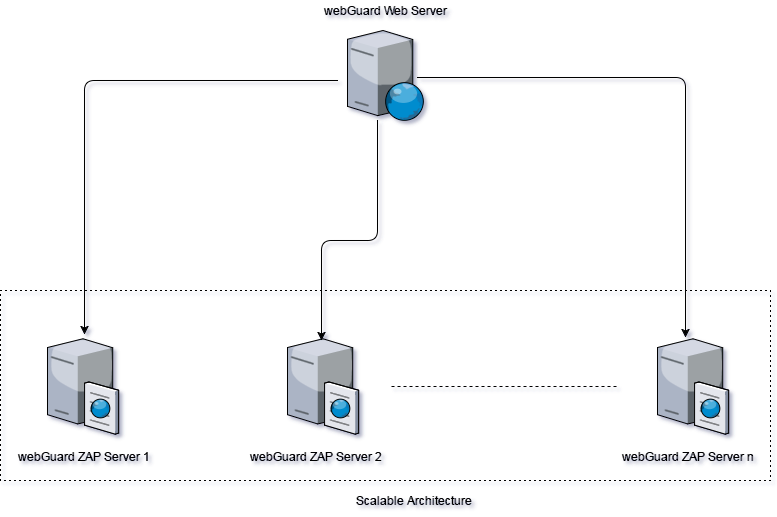 webGuard Web Server
webGuard ZAP Server 1
webGuard ZAP Server 2
webGuard ZAP Server n
Scalable Architecture